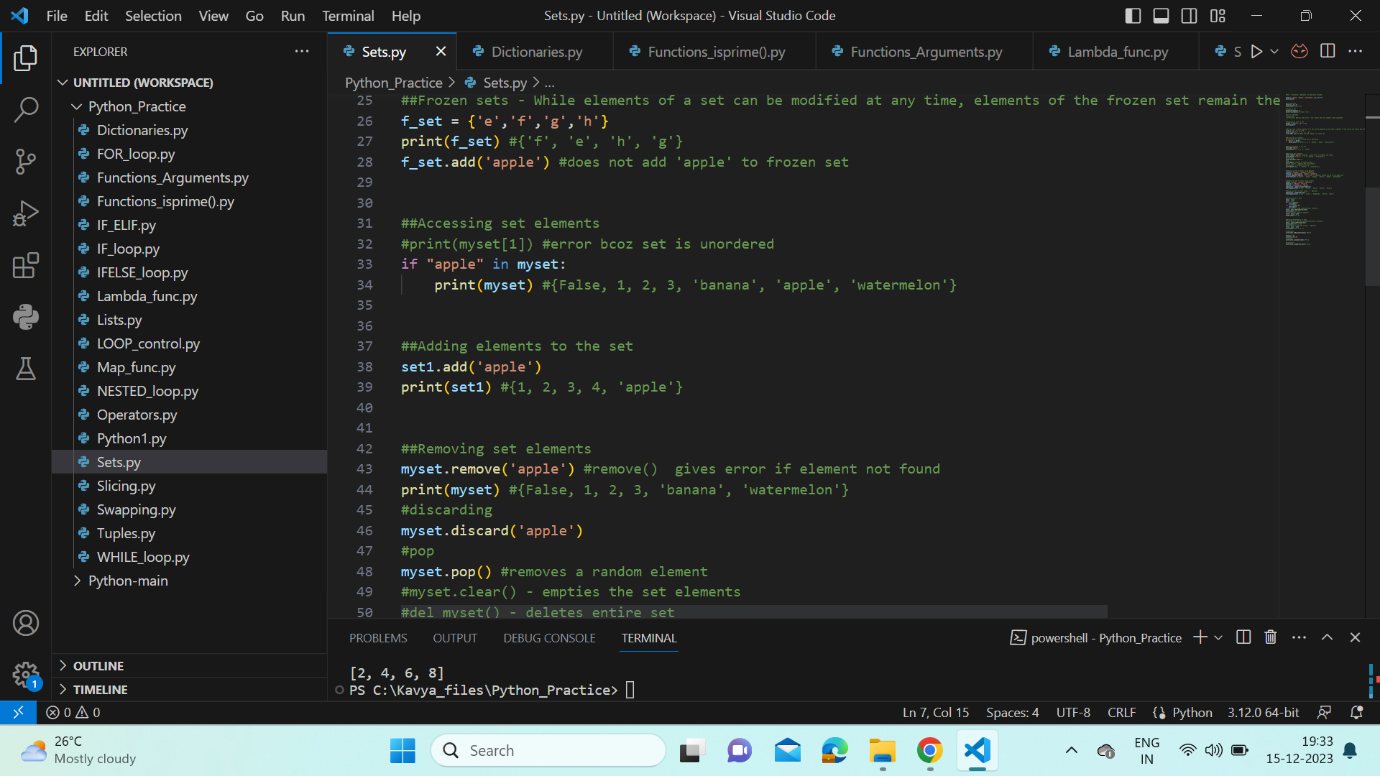 File Edit Selection View Go Run Terminal Help
Sets.py - Untitled (Workspace) - Visual Studio Code
EXPLORER
UNTITLED (WORKSPACE)
Python_Practice
Dictionaries.py
FOR_loop.py
Functions_Arguments.py
Functions_isprime().py
IF_ELIF.py
IF_loop.py
IFELSE_loop.py
Lambda_func.py
Lists.py
LOOP_control.py
Map_func.py
NESTED_loop.py
Operators.py
Python1.py
Sets.py
Slicing.py
Swapping.py
Tuples.py
WHILE_loop.py
Python-main
OUTLINE
TIMELINE
1
Sets.py Dictionaries.py Functions_isprime().py Functions_Arguments.py Lambda_func.py S
Python_Practice > Sets.py > ...
25 ##Frozen sets - While elements of a set can be modified at any time, elements of the frozen set remain the
26 f_set = {'e','f','g','h'}
27 print(f_set) #{'f', 'e', 'h', 'g'}
28 f_set.add('apple') #does not add 'apple' to frozen set
29
30
31 ##Accessing set elements
32 #print(myset[1]) #error bcoz set is unordered
33 if "apple" in myset:
34     print(myset) #{False, 1, 2, 3, 'banana', 'apple', 'watermelon'}
35
36
37 ##Adding elements to the set
38 set1.add('apple')
39 print(set1) #{1, 2, 3, 4, 'apple'}
40
41
42 ##Removing set elements
43 myset.remove('apple') #remove()  gives error if element not found
44 print(myset) #{False, 1, 2, 3, 'banana', 'watermelon'}
45 #discarding
46 myset.discard('apple')
47 #pop
48 myset.pop() #removes a random element
49 #myset.clear() - empties the set elements
50 #del myset() - deletes entire set
PROBLEMS OUTPUT DEBUG CONSOLE TERMINAL
powershell - Python_Practice
[2, 4, 6, 8]
PS C:\Kavya_files\Python_Practice>
0 0
Ln 7, Col 15 Spaces: 4 UTF-8 CRLF Python 3.12.0 64-bit
26°C
Mostly cloudy
Search
ENG
IN
19:33
15-12-2023